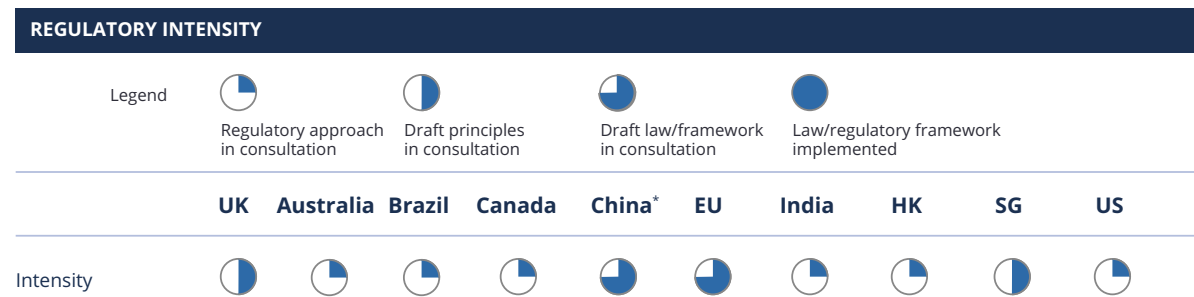 REGULATORY INTENSITY
Legend
Regulatory approach
in consultation
Draft principles
in consultation
Draft law/framework
in consultation
Law/regulatory framework
implemented
UK Australia Brazil Canada China* EU India HK SG US
Intensity